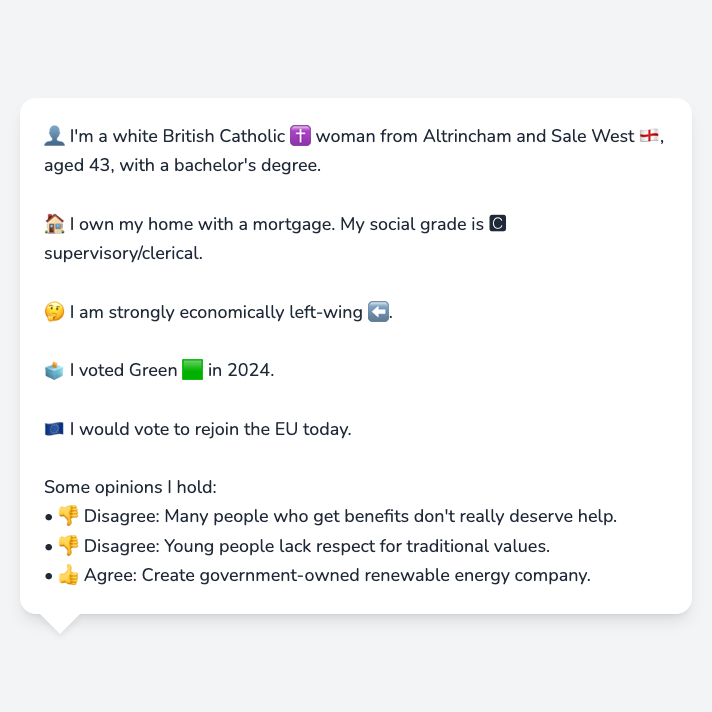 👤 I'm a white British Catholic ✝️ woman from Altrincham and Sale West 🏴󠁧󠁢󠁥󠁮󠁧󠁿,
aged 43, with a bachelor's degree.
🏠 I own my home with a mortgage. My social grade is 🅲
supervisory/clerical.
🤔 I am strongly economically left-wing ⬅️.
🗳️ I voted Green 🟩 in 2024.
🇪🇺 I would vote to rejoin the EU today.
Some opinions I hold:
• 👎 Disagree: Many people who get benefits don't really deserve help.
• 👎 Disagree: Young people lack respect for traditional values.
• 👍 Agree: Create government-owned renewable energy company.